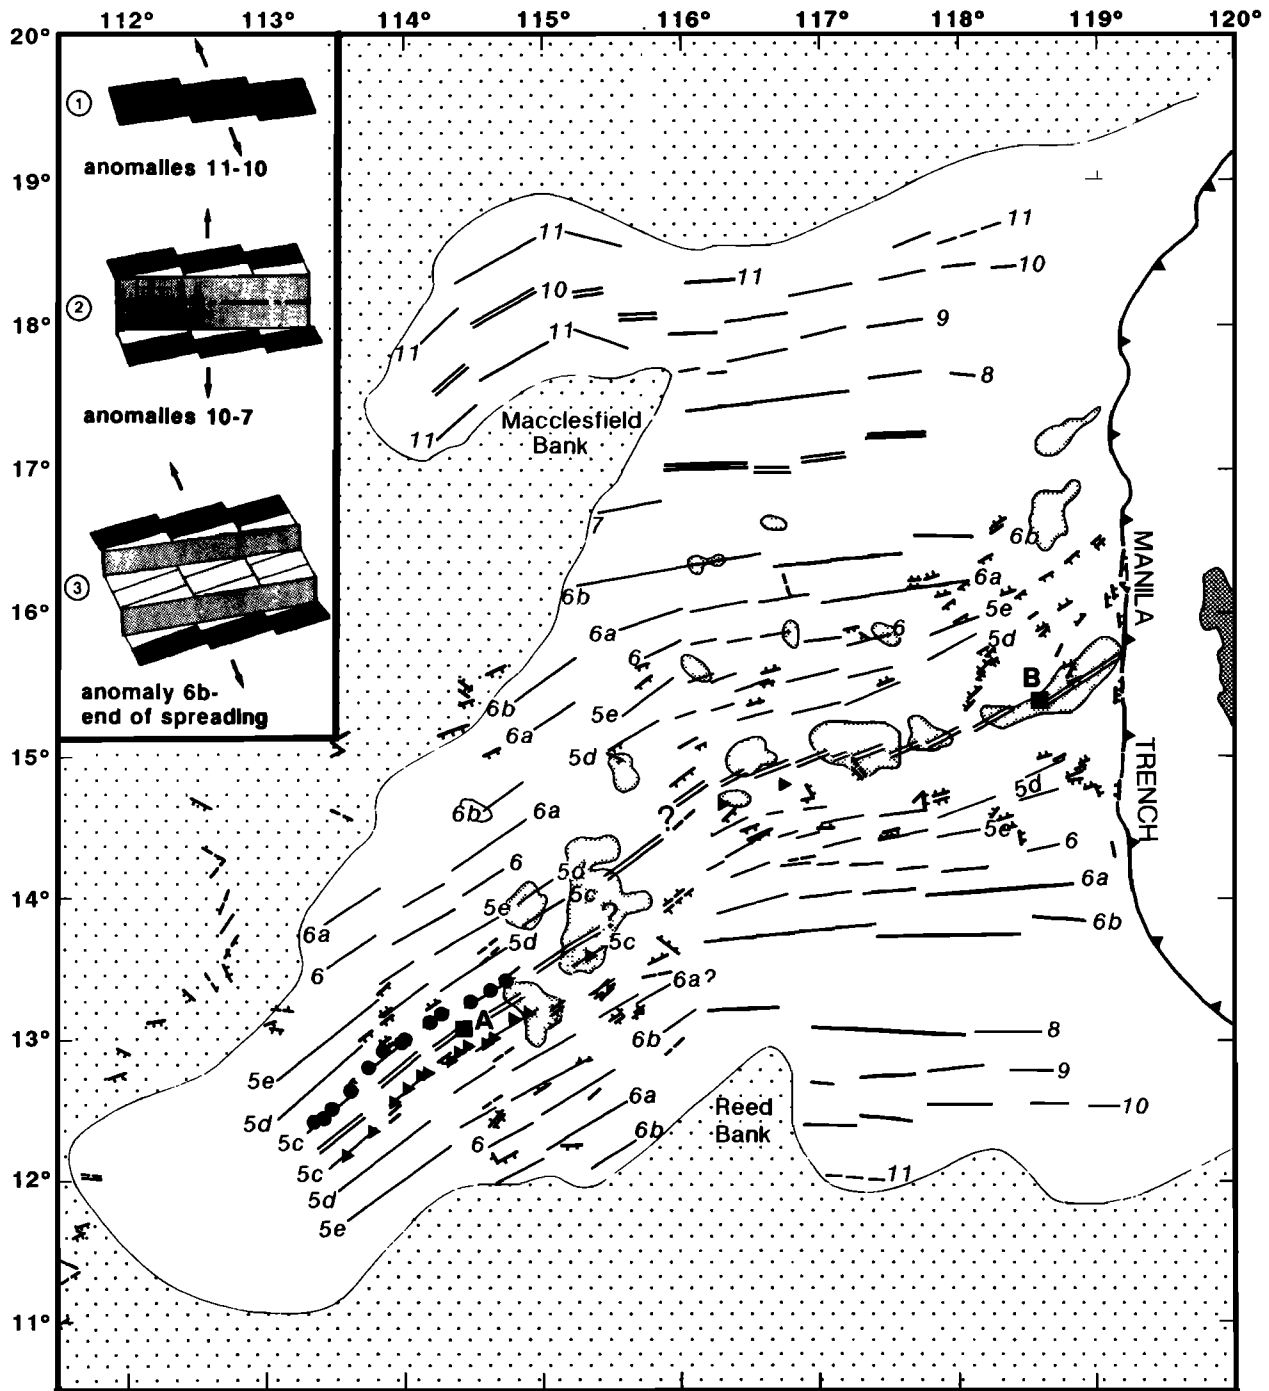 112° 113° 114° 115° 116° 117° 118° 119° 120°
20°
19°
18°
17°
16°
15°
14°
13°
12°
11°
1
anomalies 11-10
2
anomalies 10-7
3
anomaly 6b-
end of spreading
11
11
11
10
10
11
11
9
8
11
Macclesfield
Bank
7
6b
6a
6b
5e
6a
6
5d
6
B
MANILA
TRENCH
6b
5e
6a
5d
5d
6b
6a
?
5e
6
6
5d
6a
5c
5e
?
6b
6a
5d
5c
6
6a?
A
6b
8
5e
9
6a
10
5d
Reed
Bank
5c
6
6b
5c
11
5d
5e